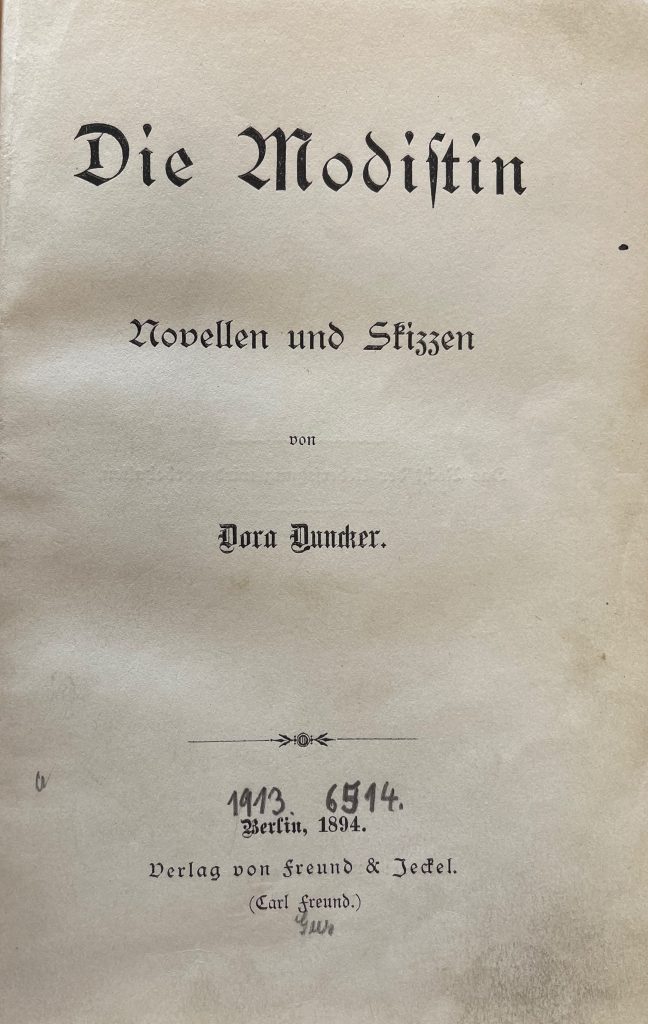 Die Modiſtin
Novellen und Skizzen
von
Dora Duncker.
1913 6514.
Berlin, 1894.
Verlag von Freund & Jeckel.
(Carl Freund.)